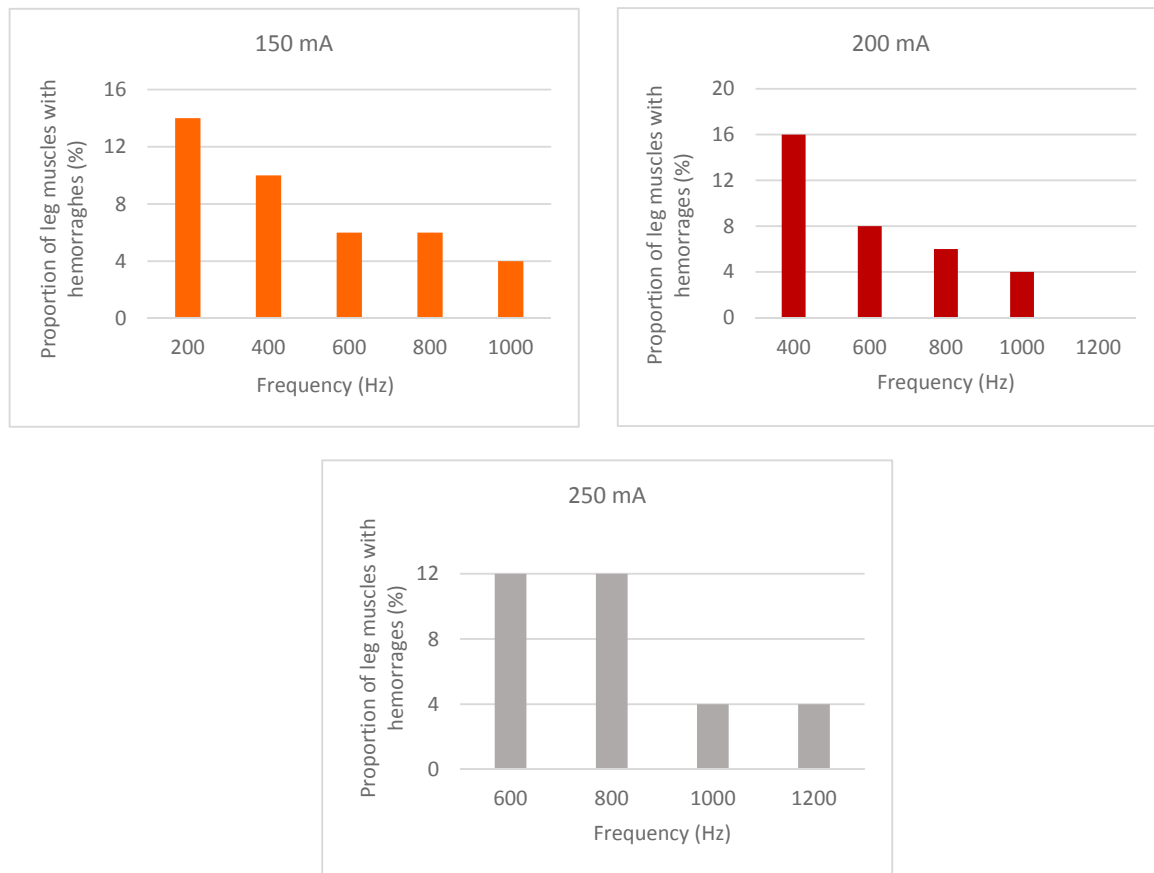 150 mA
Proportion of leg muscles with
hemorraghes (%)
16
12
8
4
0
200 400 600 800 1000
Frequency (Hz)
200 mA
Proportion of leg muscles with
hemorrages (%)
20
16
12
8
4
0
400 600 800 1000 1200
Frequency (Hz)
250 mA
Proportion of leg muscles with
hemorrages (%)
12
8
4
0
600 800 1000 1200
Frequency (Hz)